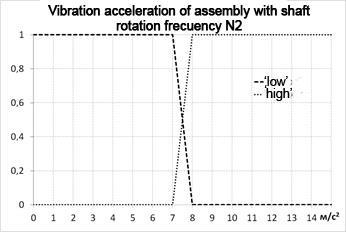 Vibration acceleration of assembly with shaft
rotation frecuency N2
1
0,8
0,6
0,4
0,2
0
'low'
high'
0 1 2 3 4 5 6 7 8 9 10 11 12 13 14 м/с²